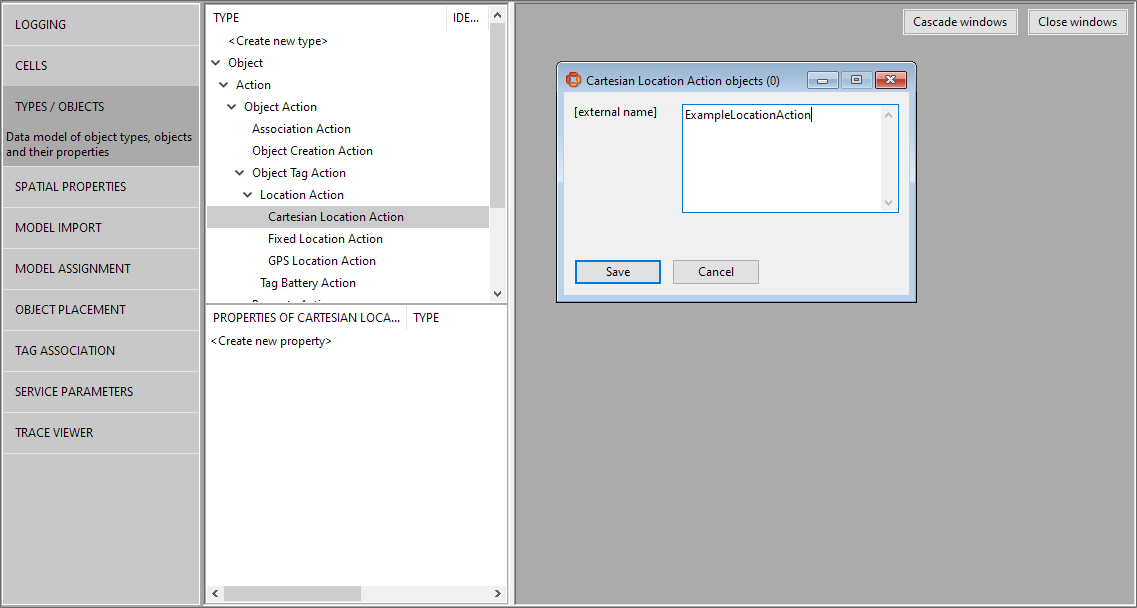 LOGGING
CELLS
TYPES / OBJECTS
Data model of object types, objects
and their properties
SPATIAL PROPERTIES
MODEL IMPORT
MODEL ASSIGNMENT
OBJECT PLACEMENT
TAG ASSOCIATION
SERVICE PARAMETERS
TRACE VIEWER
TYPE IDE...
<Create new type>
Object
Action
Object Action
Association Action
Object Creation Action
Object Tag Action
Location Action
Cartesian Location Action
Fixed Location Action
GPS Location Action
Tag Battery Action
PROPERTIES OF CARTESIAN LOCA... TYPE
<Create new property>
Cascade windows Close windows
Cartesian Location Action objects (0)
[external name] ExampleLocationAction
Save Cancel